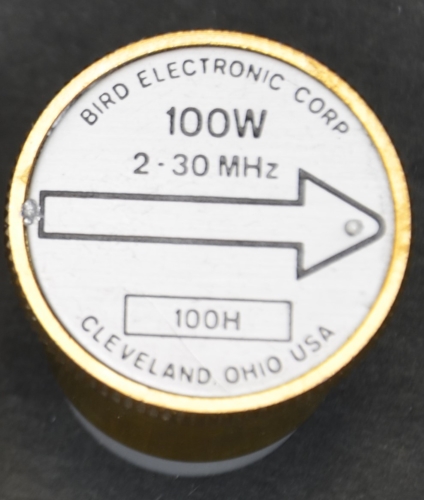 BIRD ELECTRONIC CORP
100W
2-30 MHz
100H
CLEVELAND, OHIO USA